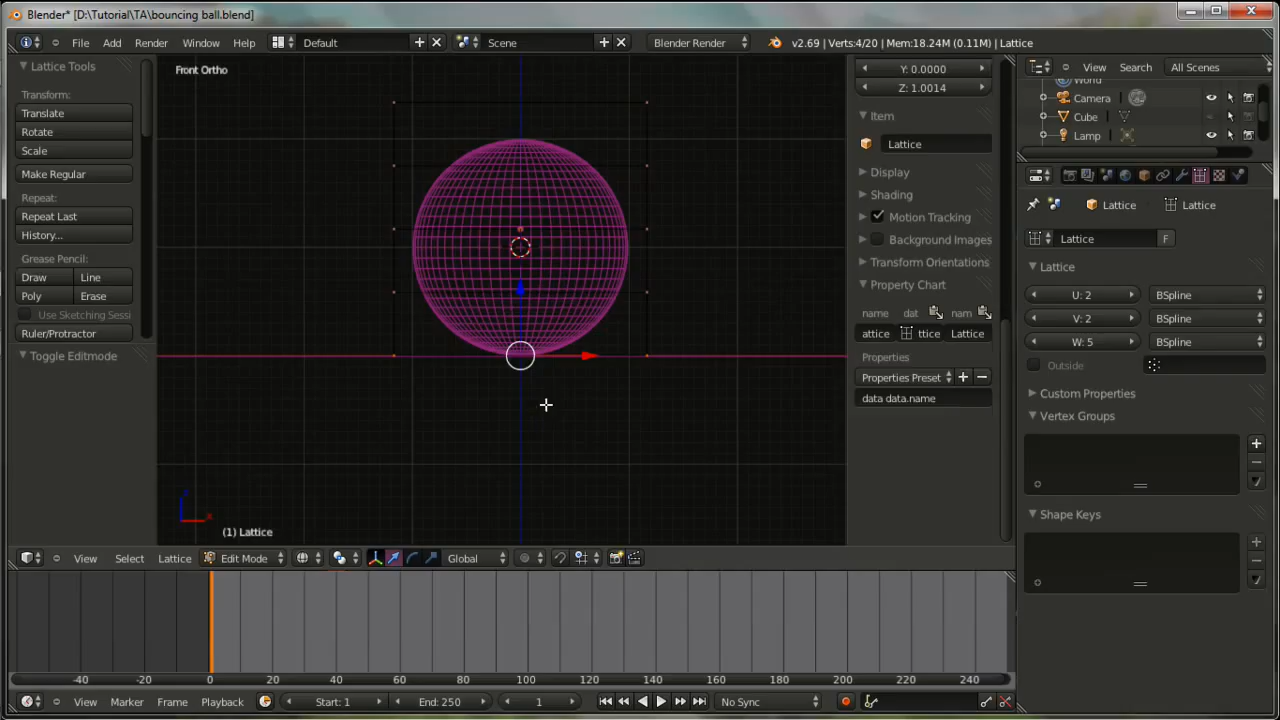 Blender* [D:\Tutorial\TA\bouncing ball.blend]
File Add Render Window Help Default Scene Blender Render v2.69 | Verts:4/20 | Mem:18.24M (0.11M) | Lattice
Lattice Tools
Transform:
Translate
Rotate
Scale
Make Regular
Repeat:
Repeat Last
History...
Grease Pencil:
Draw Line
Poly Erase
Use Sketching Sessi
Ruler/Protractor
Toggle Editmode
Front Ortho
(1) Lattice
Y: 0.0000
Z: 1.0014
Item
Lattice
Display
Shading
Motion Tracking
Background Images
Transform Orientations
Property Chart
name dat nam
attice ttice Lattice
Properties
Properties Preset
data data.name
View Search All Scenes
World
Camera
Cube
Lamp
Lattice Lattice
Lattice F
Lattice
U: 2 BSpline
V: 2 BSpline
W: 5 BSpline
Outside
Custom Properties
Vertex Groups
Shape Keys
View Select Lattice Edit Mode Global
-40 -20 0 20 40 60 80 100 120 140 160 180 200 220 240
View Marker Frame Playback Start: 1 End: 250 1 No Sync